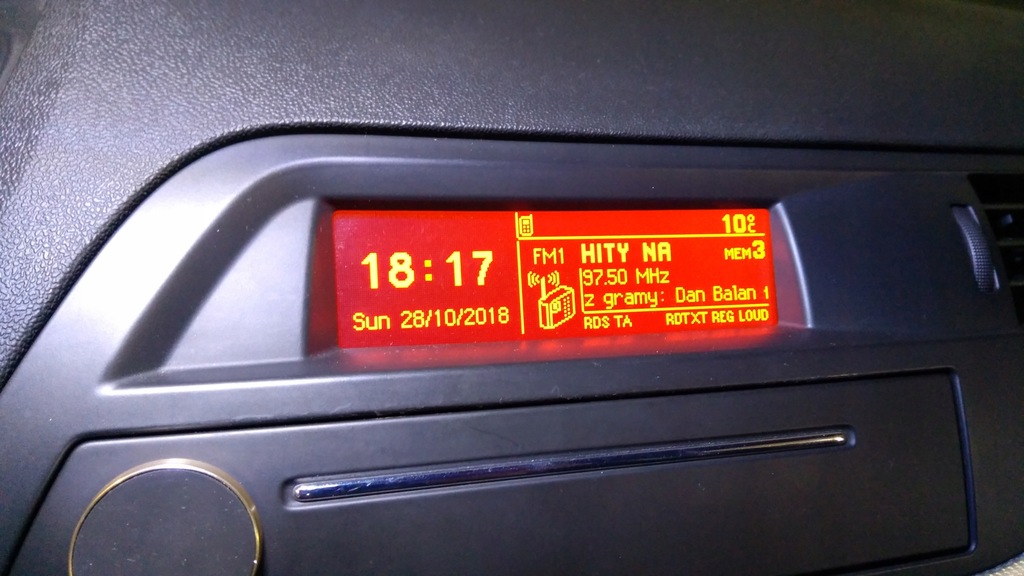 18:17
Sun 28/10/2018
10°C
FM1 HITY NA MEM3
97.50 MHz
z gramy: Dan Balan i
RDS TA RDTXT REG LOUD